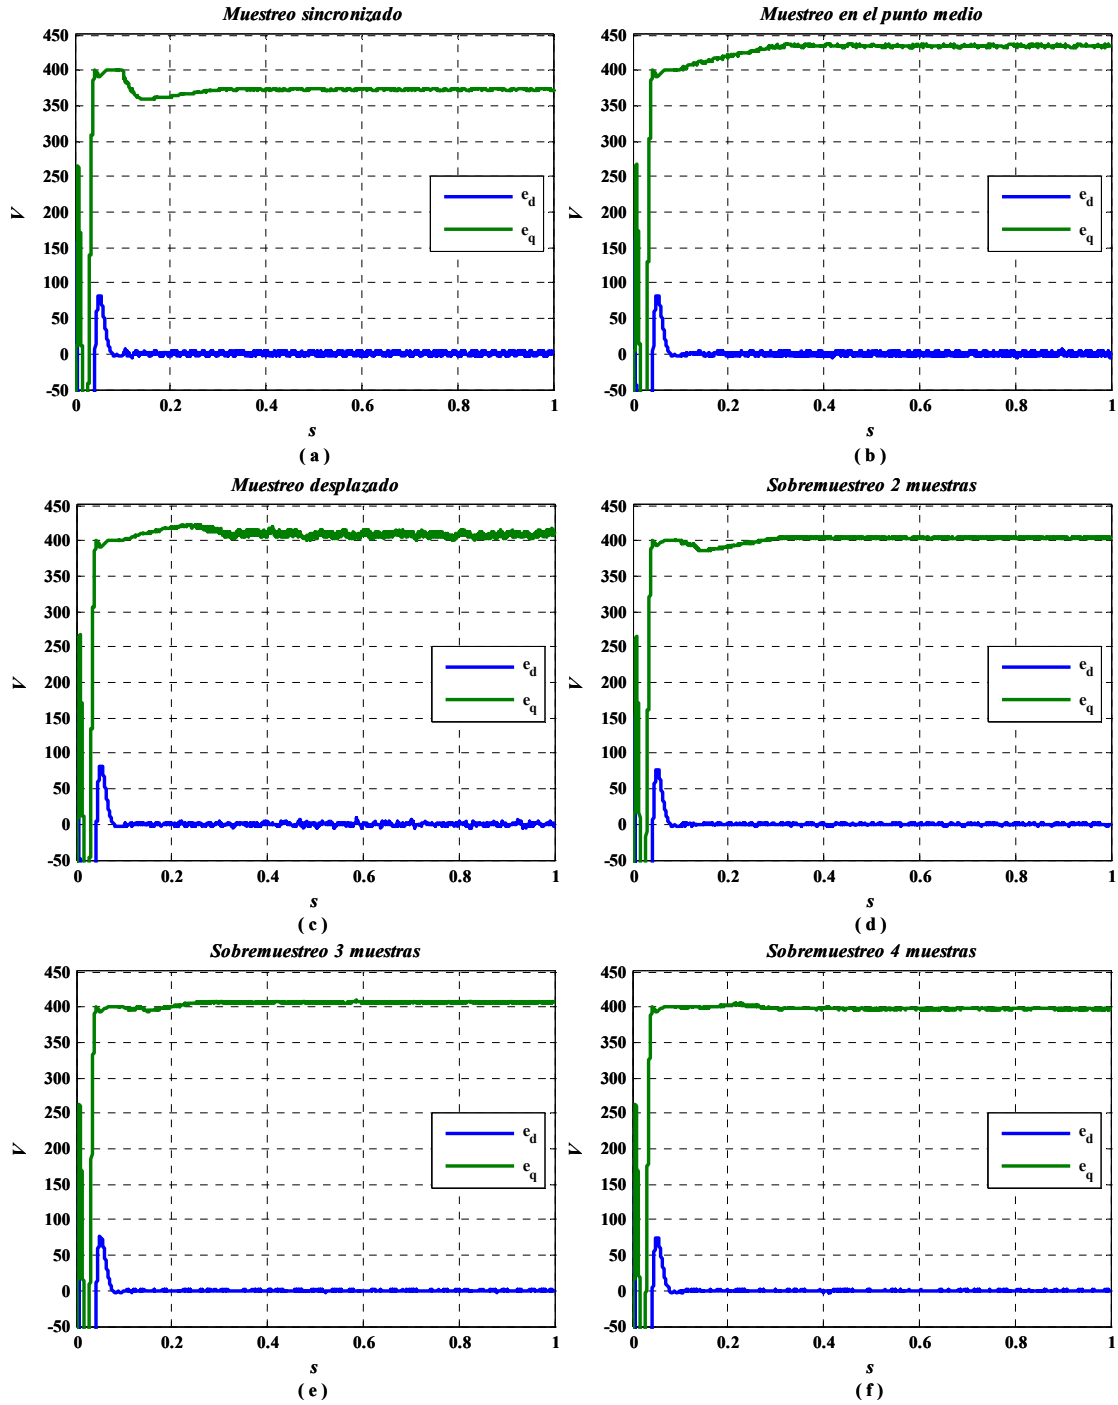 Muestreo sincronizado
450
400
350
300
250
200
150
100
50
0
-50
V
e_d
e_q
0 0.2 0.4 0.6 0.8 1
s
( a )
Muestreo en el punto medio
450
400
350
300
250
200
150
100
50
0
-50
V
e_d
e_q
0 0.2 0.4 0.6 0.8 1
s
( b )
Muestreo desplazado
450
400
350
300
250
200
150
100
50
0
-50
V
e_d
e_q
0 0.2 0.4 0.6 0.8 1
s
( c )
Sobremuestreo 2 muestras
450
400
350
300
250
200
150
100
50
0
-50
V
e_d
e_q
0 0.2 0.4 0.6 0.8 1
s
( d )
Sobremuestreo 3 muestras
450
400
350
300
250
200
150
100
50
0
-50
V
e_d
e_q
0 0.2 0.4 0.6 0.8 1
s
( e )
Sobremuestreo 4 muestras
450
400
350
300
250
200
150
100
50
0
-50
V
e_d
e_q
0 0.2 0.4 0.6 0.8 1
s
( f )